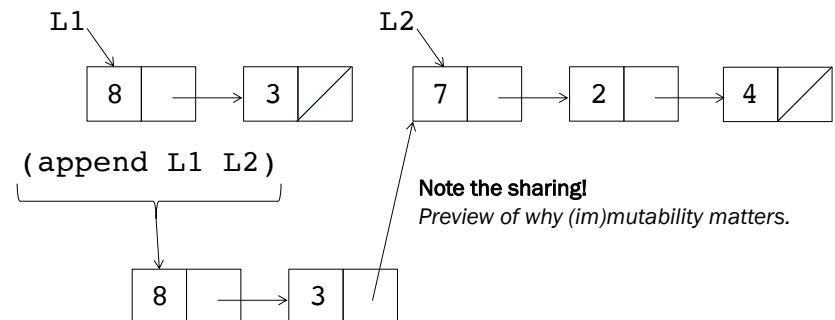 L1 L2
8 3 7 2 4
(append L1 L2)
Note the sharing!
Preview of why (im)mutability matters.
8 3